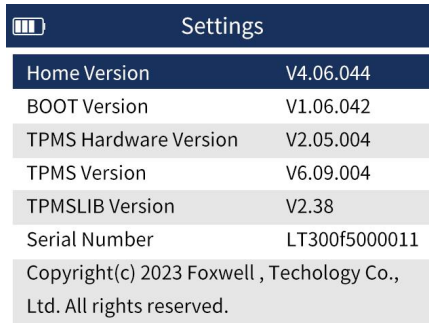 Settings
Home Version V4.06.044
BOOT Version V1.06.042
TPMS Hardware Version V2.05.004
TPMS Version V6.09.004
TPMSLIB Version V2.38
Serial Number LT300f5000011
Copyright(c) 2023 Foxwell , Techology Co.,
Ltd. All rights reserved.